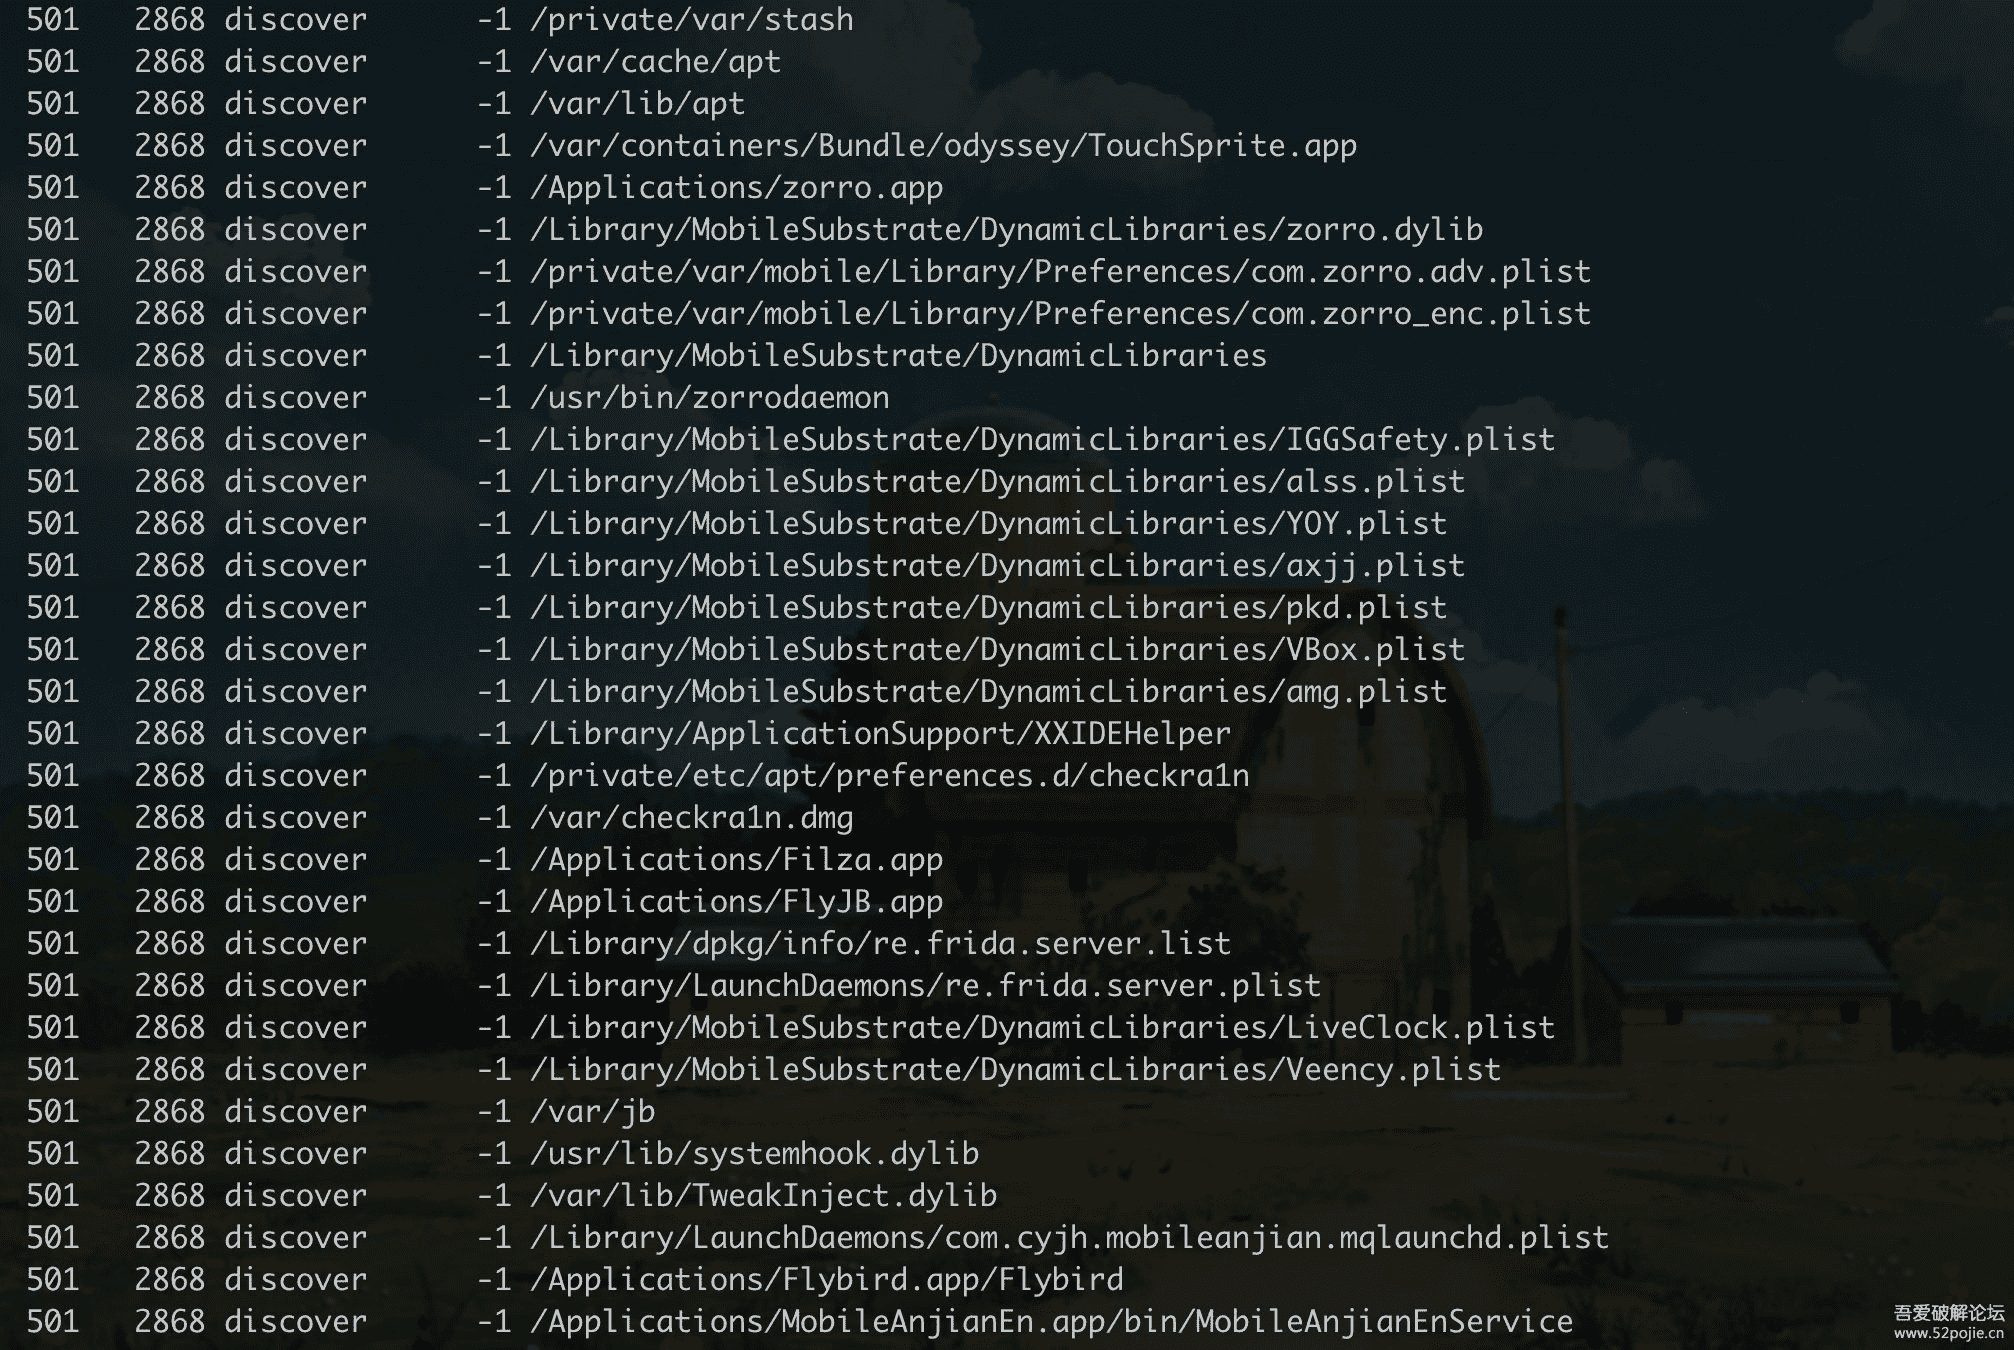 501   2868 discover      -1 /private/var/stash
501   2868 discover      -1 /var/cache/apt
501   2868 discover      -1 /var/lib/apt
501   2868 discover      -1 /var/containers/Bundle/odyssey/TouchSprite.app
501   2868 discover      -1 /Applications/zorro.app
501   2868 discover      -1 /Library/MobileSubstrate/DynamicLibraries/zorro.dylib
501   2868 discover      -1 /private/var/mobile/Library/Preferences/com.zorro.adv.plist
501   2868 discover      -1 /private/var/mobile/Library/Preferences/com.zorro_enc.plist
501   2868 discover      -1 /Library/MobileSubstrate/DynamicLibraries
501   2868 discover      -1 /usr/bin/zorrodaemon
501   2868 discover      -1 /Library/MobileSubstrate/DynamicLibraries/IGGSafety.plist
501   2868 discover      -1 /Library/MobileSubstrate/DynamicLibraries/alss.plist
501   2868 discover      -1 /Library/MobileSubstrate/DynamicLibraries/YOY.plist
501   2868 discover      -1 /Library/MobileSubstrate/DynamicLibraries/axjj.plist
501   2868 discover      -1 /Library/MobileSubstrate/DynamicLibraries/pkd.plist
501   2868 discover      -1 /Library/MobileSubstrate/DynamicLibraries/VBox.plist
501   2868 discover      -1 /Library/MobileSubstrate/DynamicLibraries/amg.plist
501   2868 discover      -1 /Library/ApplicationSupport/XXIDEHelper
501   2868 discover      -1 /private/etc/apt/preferences.d/checkra1n
501   2868 discover      -1 /var/checkra1n.dmg
501   2868 discover      -1 /Applications/Filza.app
501   2868 discover      -1 /Applications/FlyJB.app
501   2868 discover      -1 /Library/dpkg/info/re.frida.server.list
501   2868 discover      -1 /Library/LaunchDaemons/re.frida.server.plist
501   2868 discover      -1 /Library/MobileSubstrate/DynamicLibraries/LiveClock.plist
501   2868 discover      -1 /Library/MobileSubstrate/DynamicLibraries/Veency.plist
501   2868 discover      -1 /var/jb
501   2868 discover      -1 /usr/lib/systemhook.dylib
501   2868 discover      -1 /var/lib/TweakInject.dylib
501   2868 discover      -1 /Library/LaunchDaemons/com.cyjh.mobileanjian.mqlaunchd.plist
501   2868 discover      -1 /Applications/Flybird.app/Flybird
501   2868 discover      -1 /Applications/MobileAnjianEn.app/bin/MobileAnjianEnService
吾爱破解论坛
www.52pojie.cn